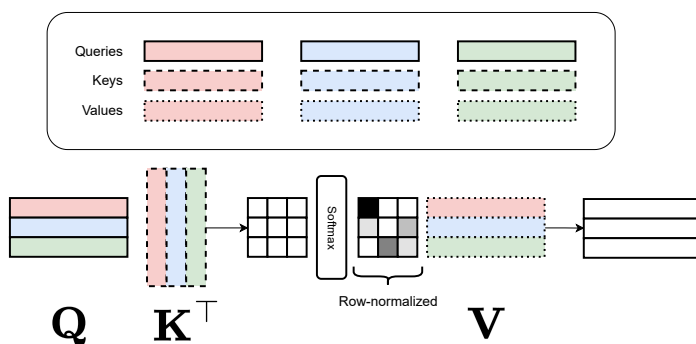 Queries
Keys
Values
Softmax
Row-normalized
Q
K⊤
V